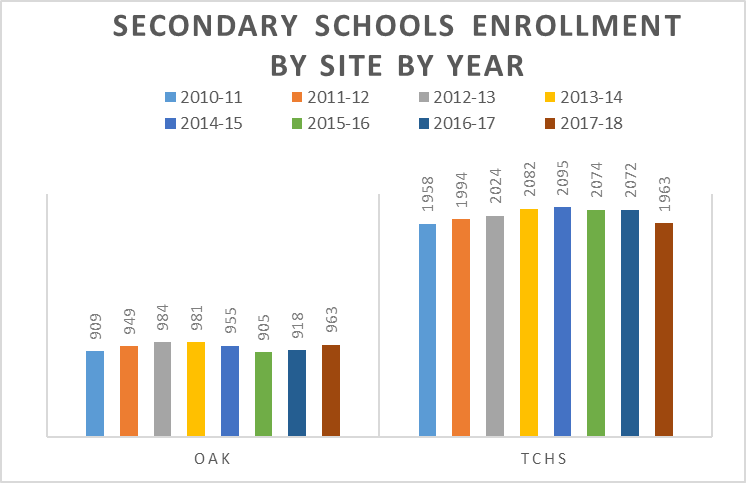 SECONDARY SCHOOLS ENROLLMENT
BY SITE BY YEAR
2010-11 2011-12 2012-13 2013-14
2014-15 2015-16 2016-17 2017-18
909 949 984 981 955 905 918 963
1958 1994 2024 2082 2095 2074 2072 1963
OAK TCHS